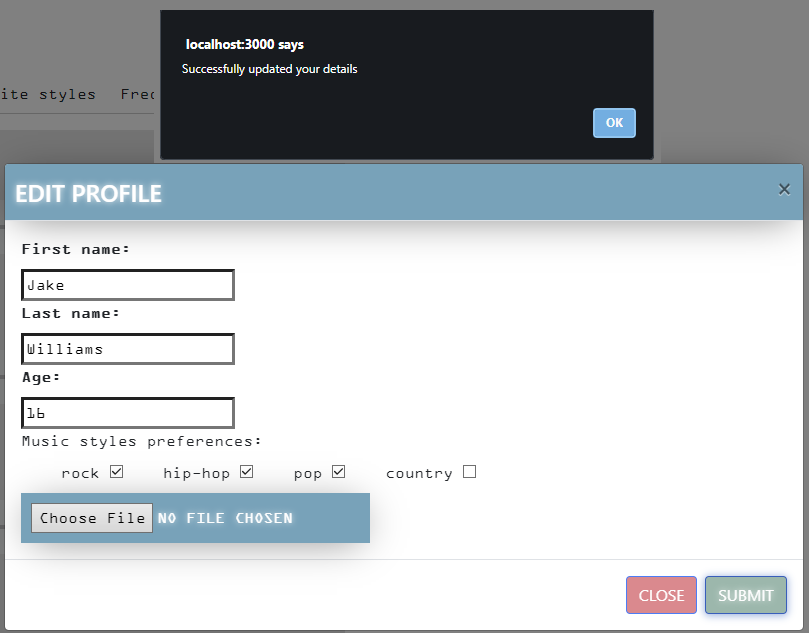 localhost:3000 says
Successfully updated your details
OK
ite styles Fre
EDIT PROFILE ×
First name:
Jake
Last name:
Williams
Age:
16
Music styles preferences:
rock hip-hop pop country
Choose File NO FILE CHOSEN
CLOSE SUBMIT